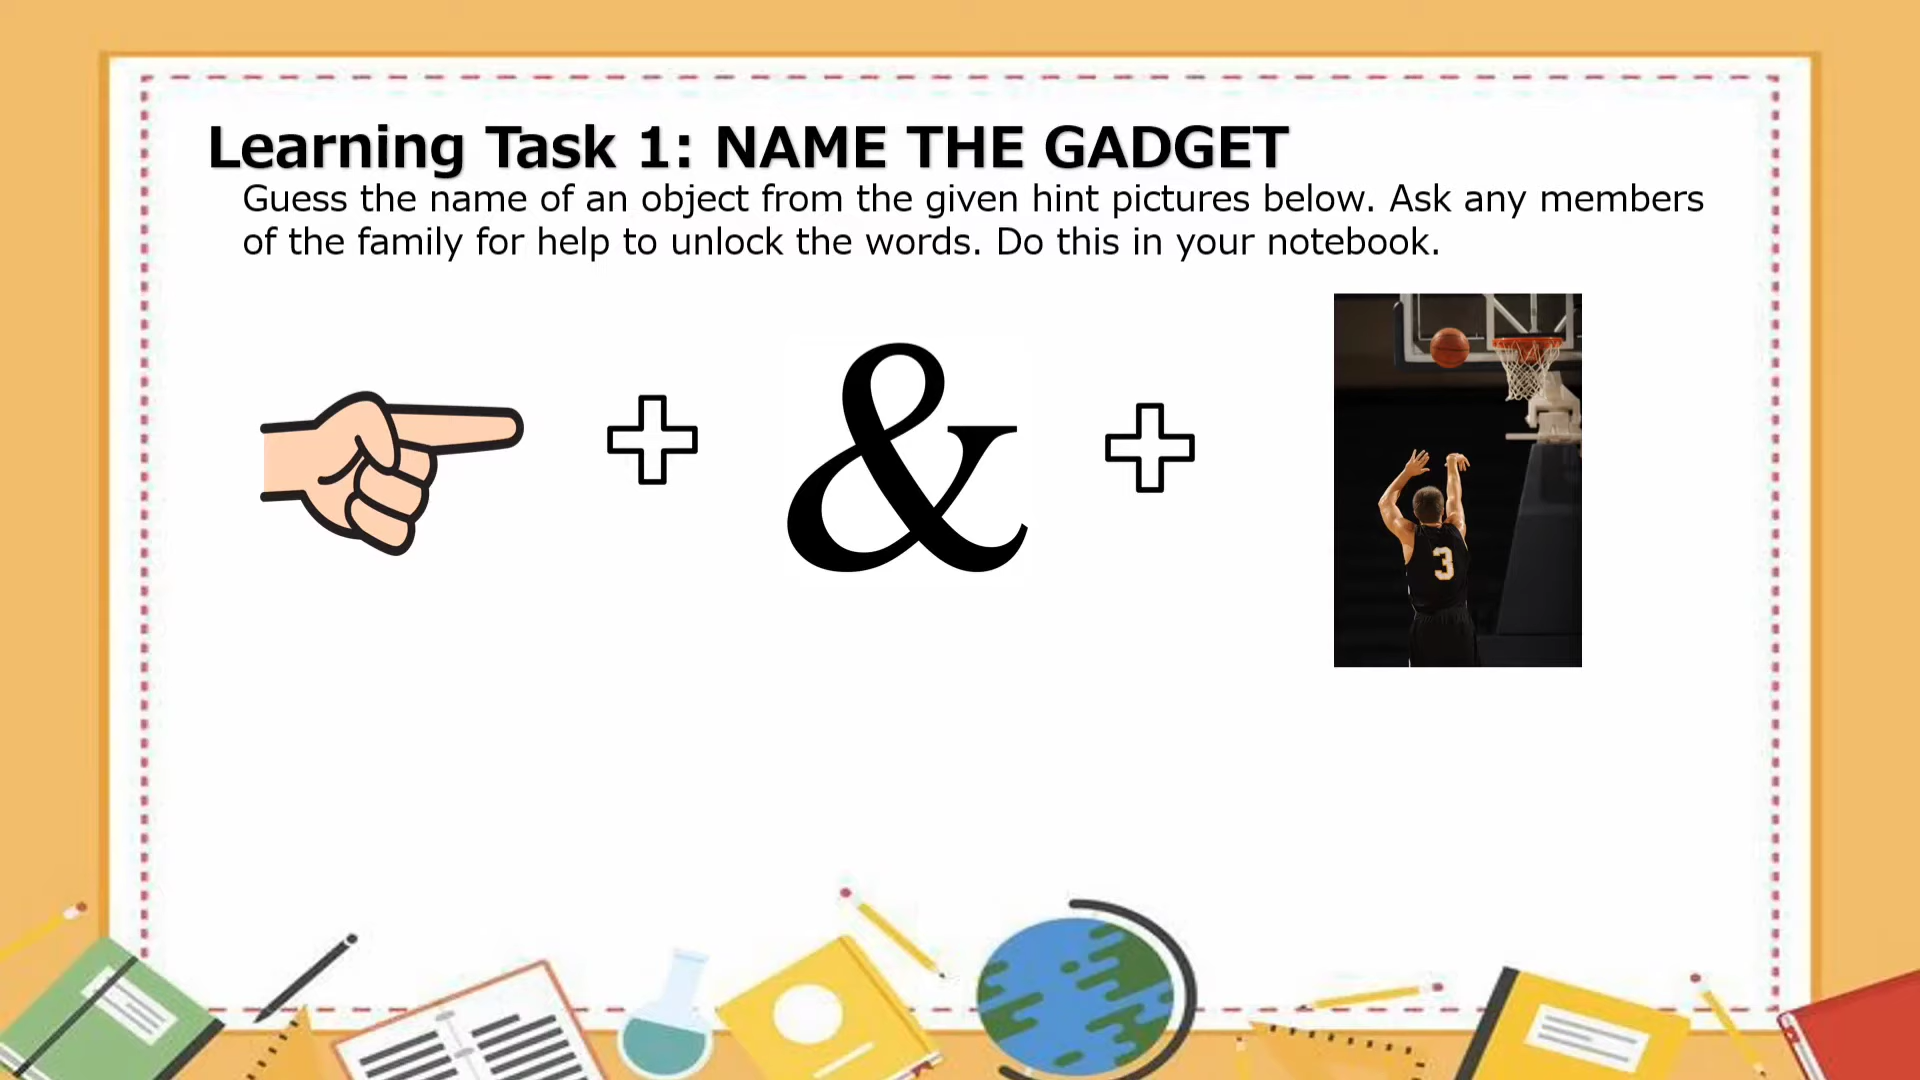 Learning Task 1: NAME THE GADGET
Guess the name of an object from the given hint pictures below. Ask any members
of the family for help to unlock the words. Do this in your notebook.
&
3